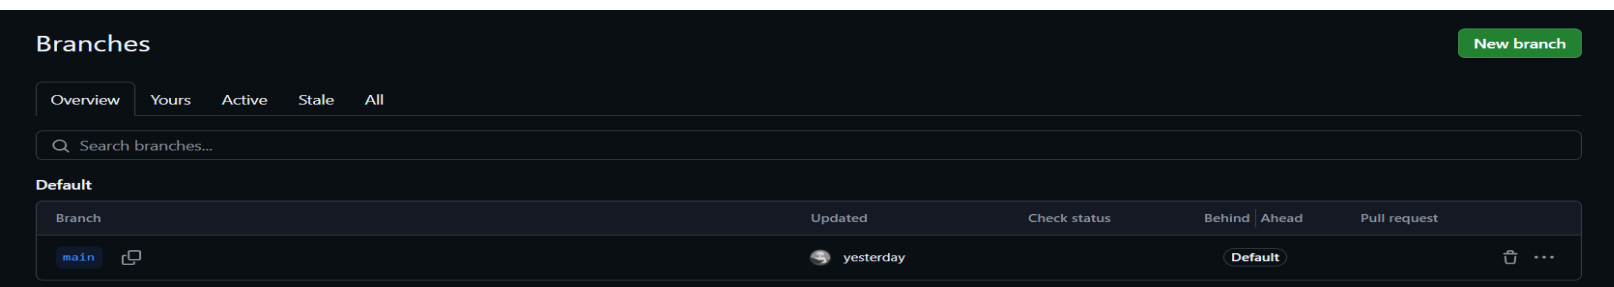 Branches
New branch
Overview Yours Active Stale All
Search branches...
Default
Branch Updated Check status Behind Ahead Pull request
main yesterday Default